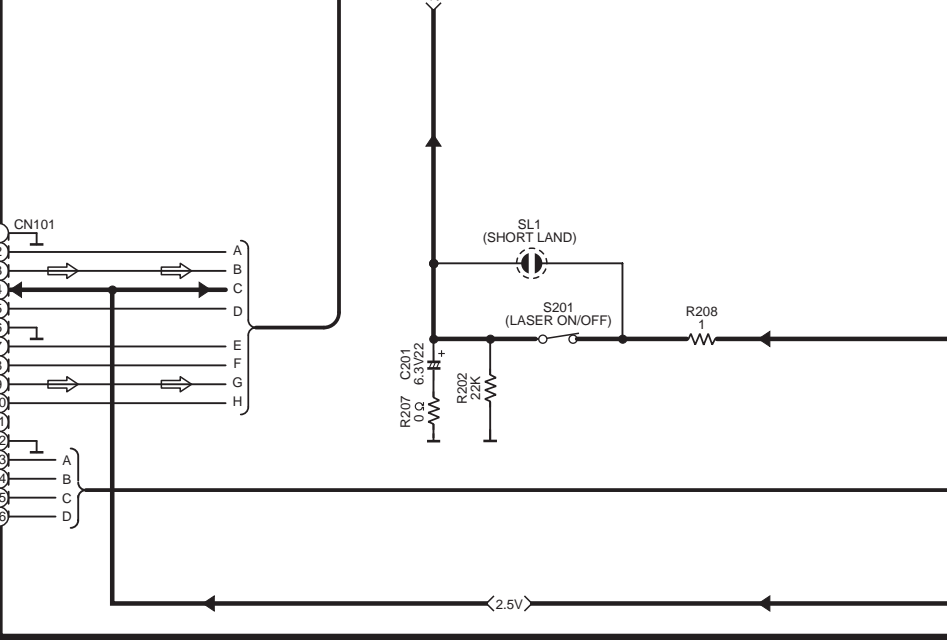 CN101
A
B
C
D
E
F
G
H
A
B
C
D
SL1
(SHORT LAND)
S201
(LASER ON/OFF)
R208
1
C201
6.3V22
R207
0 Ω
R202
22K
2.5V